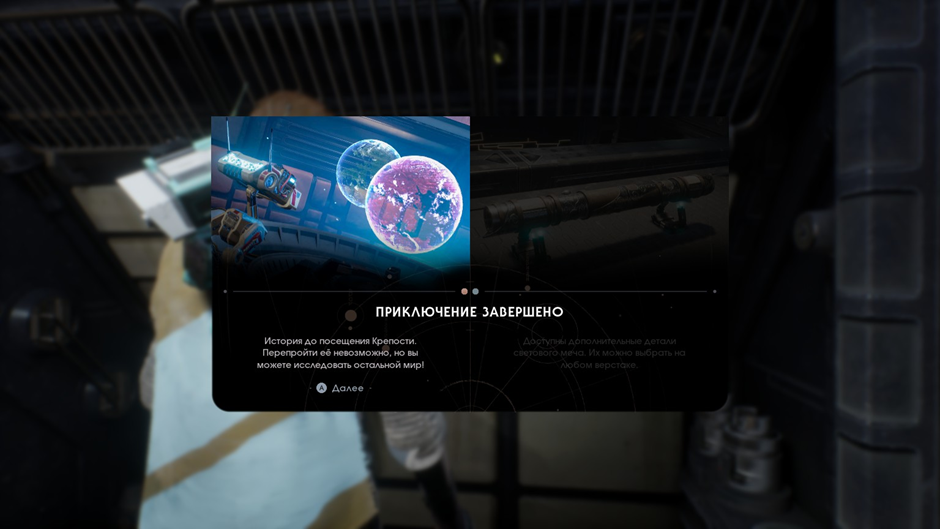 ПРИКЛЮЧЕНИЕ ЗАВЕРШЕНО
История до посещения Крепости.
Перепройти её невозможно, но вы
можете исследовать остальной мир!
A Далее
Доступны дополнительные детали
светового меча. Их можно выбрать на
любом верстаке.